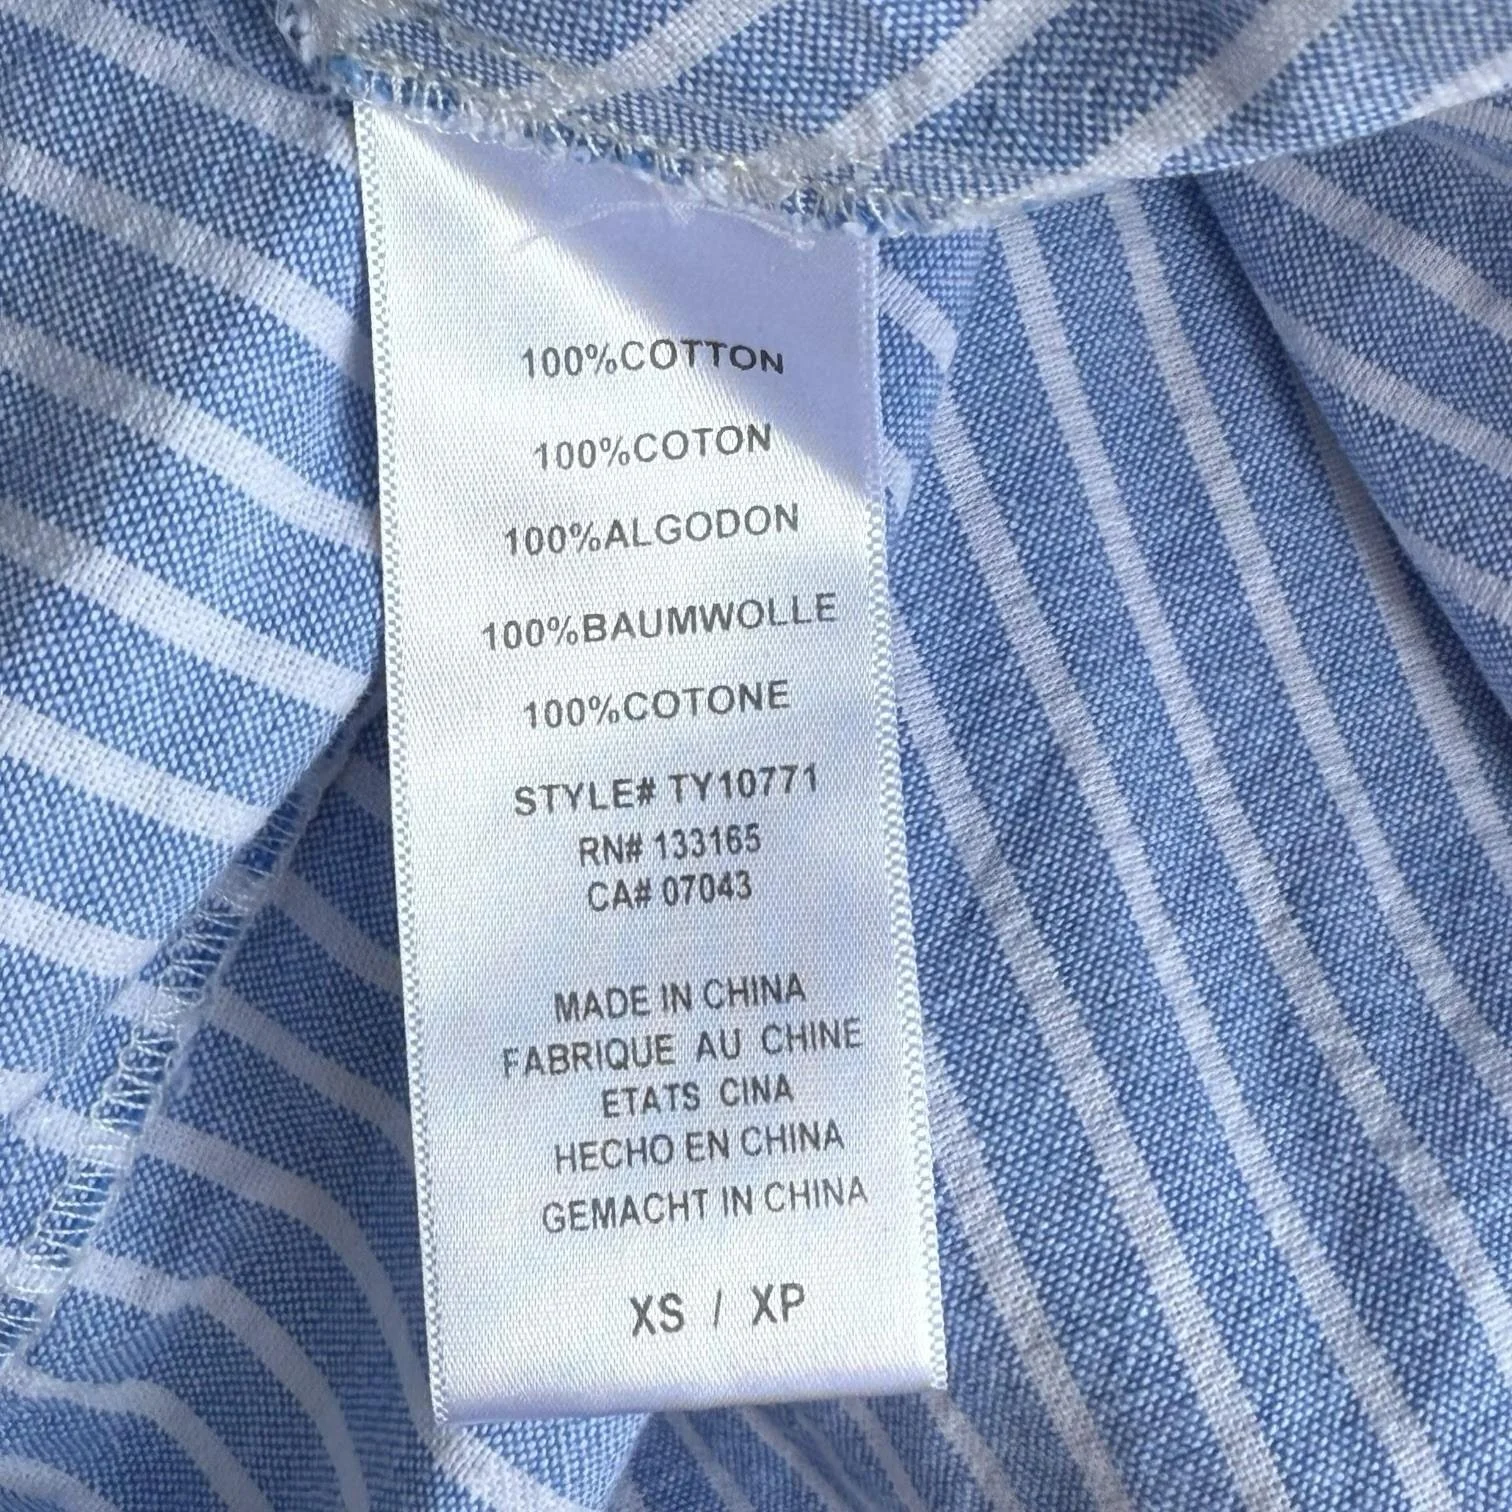 100%COTTON
100%COTON
100%ALGODON
100%BAUMWOLLE
100%COTONE
STYLE# TY10771
RN# 133165
CA# 07043
MADE IN CHINA
FABRIQUE AU CHINE
ETATS CINA
HECHO EN CHINA
GEMACHT IN CHINA
XS / XP